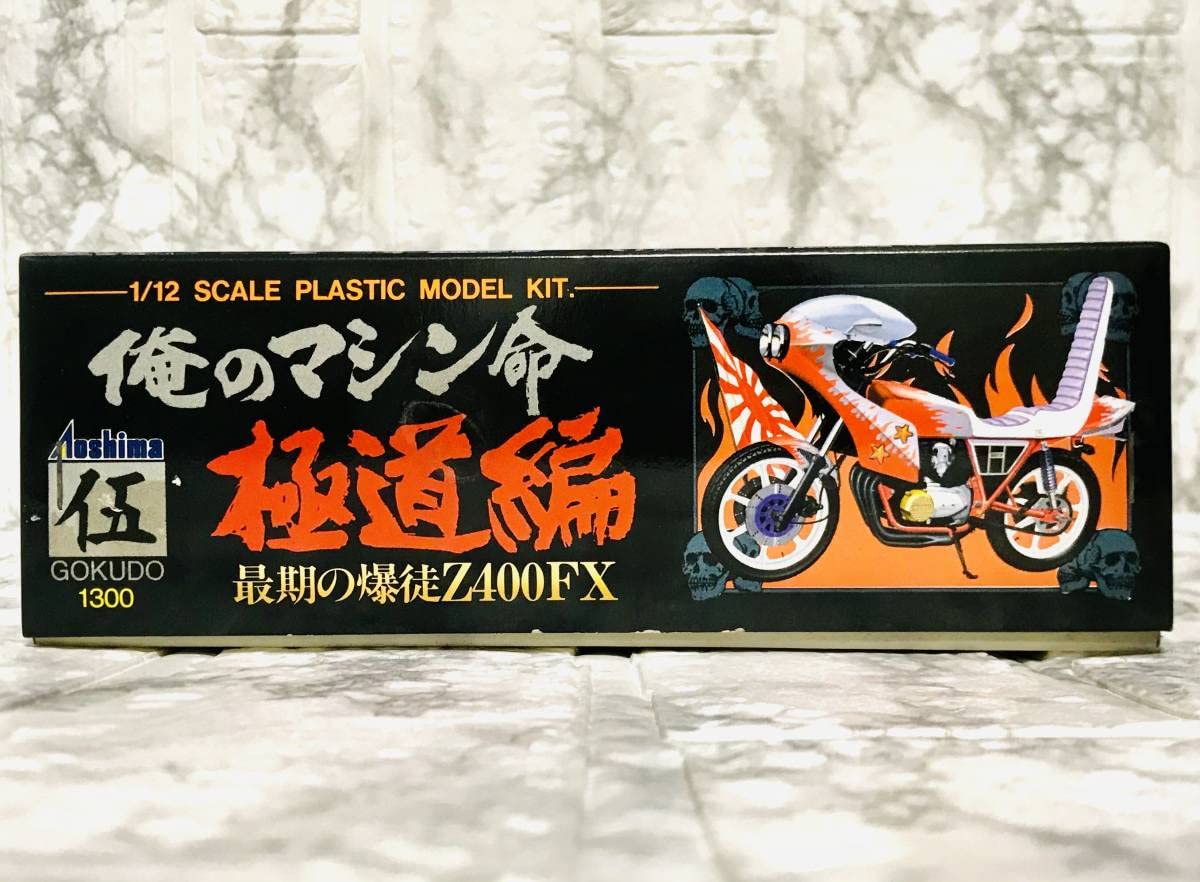 1/12 SCALE PLASTIC MODEL KIT.
俺のマシン命
極道編
最期の爆徒Z400FX
Aoshima
伍
GOKUDO
1300